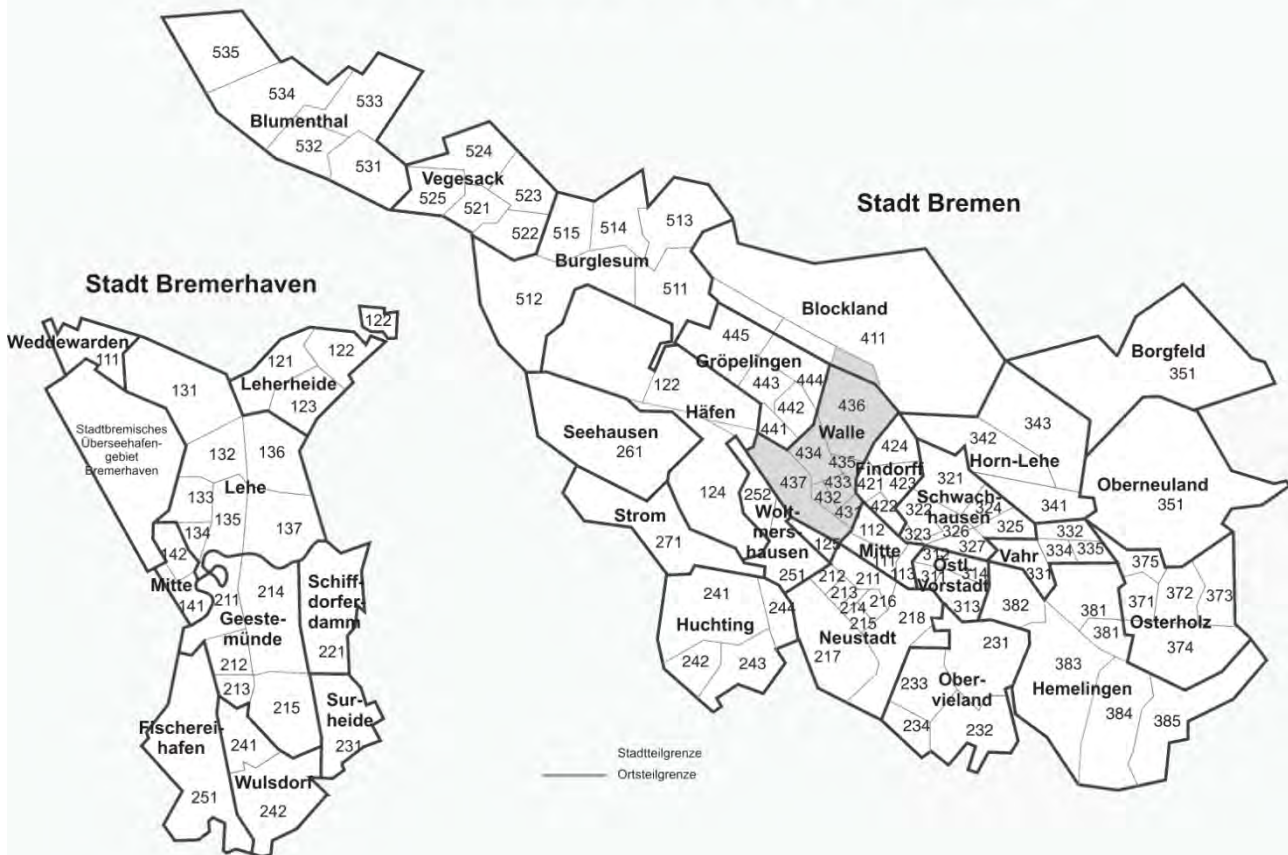 Stadt Bremen
Stadt Bremerhaven
535
534
533
Blumenthal
532
531
524
Vegesack
525
523
521
522
515
514
513
Burglesum
512
511
Blockland
411
445
Gröpelingen
443
444
442
441
122
Häfen
436
Walle
434
435
433
437
432
431
Seehausen
261
124
252
Wolt-
mers-
hausen
125
251
Strom
271
424
Findorff
421
423
422
112
Mitte
111
113
321
Schwach-
hausen
322
324
325
323
326
327
342
343
Horn-Lehe
341
Borgfeld
351
Oberneuland
351
332
334
335
Vahr
331
312
Östl.
311
314
Vorstadt
313
375
371
372
373
Osterholz
374
382
381
381
383
Hemelingen
384
385
241
244
Huchting
242
243
212
211
213
216
214
215
218
Neustadt
217
231
233
Ober-
vieland
234
232
Weddewarden
111
122
122
121
Leherheide
123
131
Stadtbremisches
Überseehafen-
gebiet
Bremerhaven
132
136
Lehe
133
135
134
137
142
Mitte
141
211
214
Geeste-
münde
212
213
215
Schiff-
dorfer
damm
221
Sur-
heide
231
Fischerei-
hafen
251
241
Wulsdorf
242
Stadtteilgrenze
Ortsteilgrenze